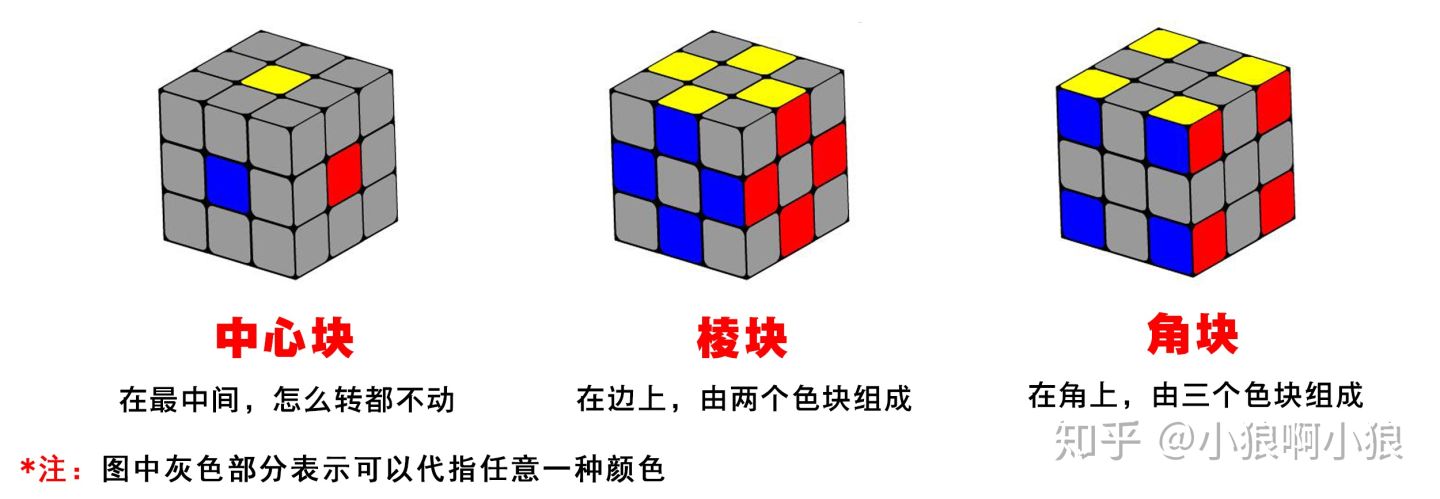 中心块
棱块
角块
在最中间，怎么转都不动
在边上，由两个色块组成
在角上，由三个色块组成
知乎 @小狼啊小狼
*注：图中灰色部分表示可以代指任意一种颜色